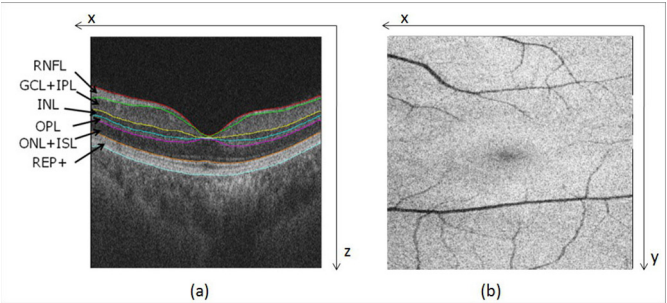 x
RNFL
GCL+IPL
INL
OPL
ONL+ISL
REP+
z
(a)
x
y
(b)